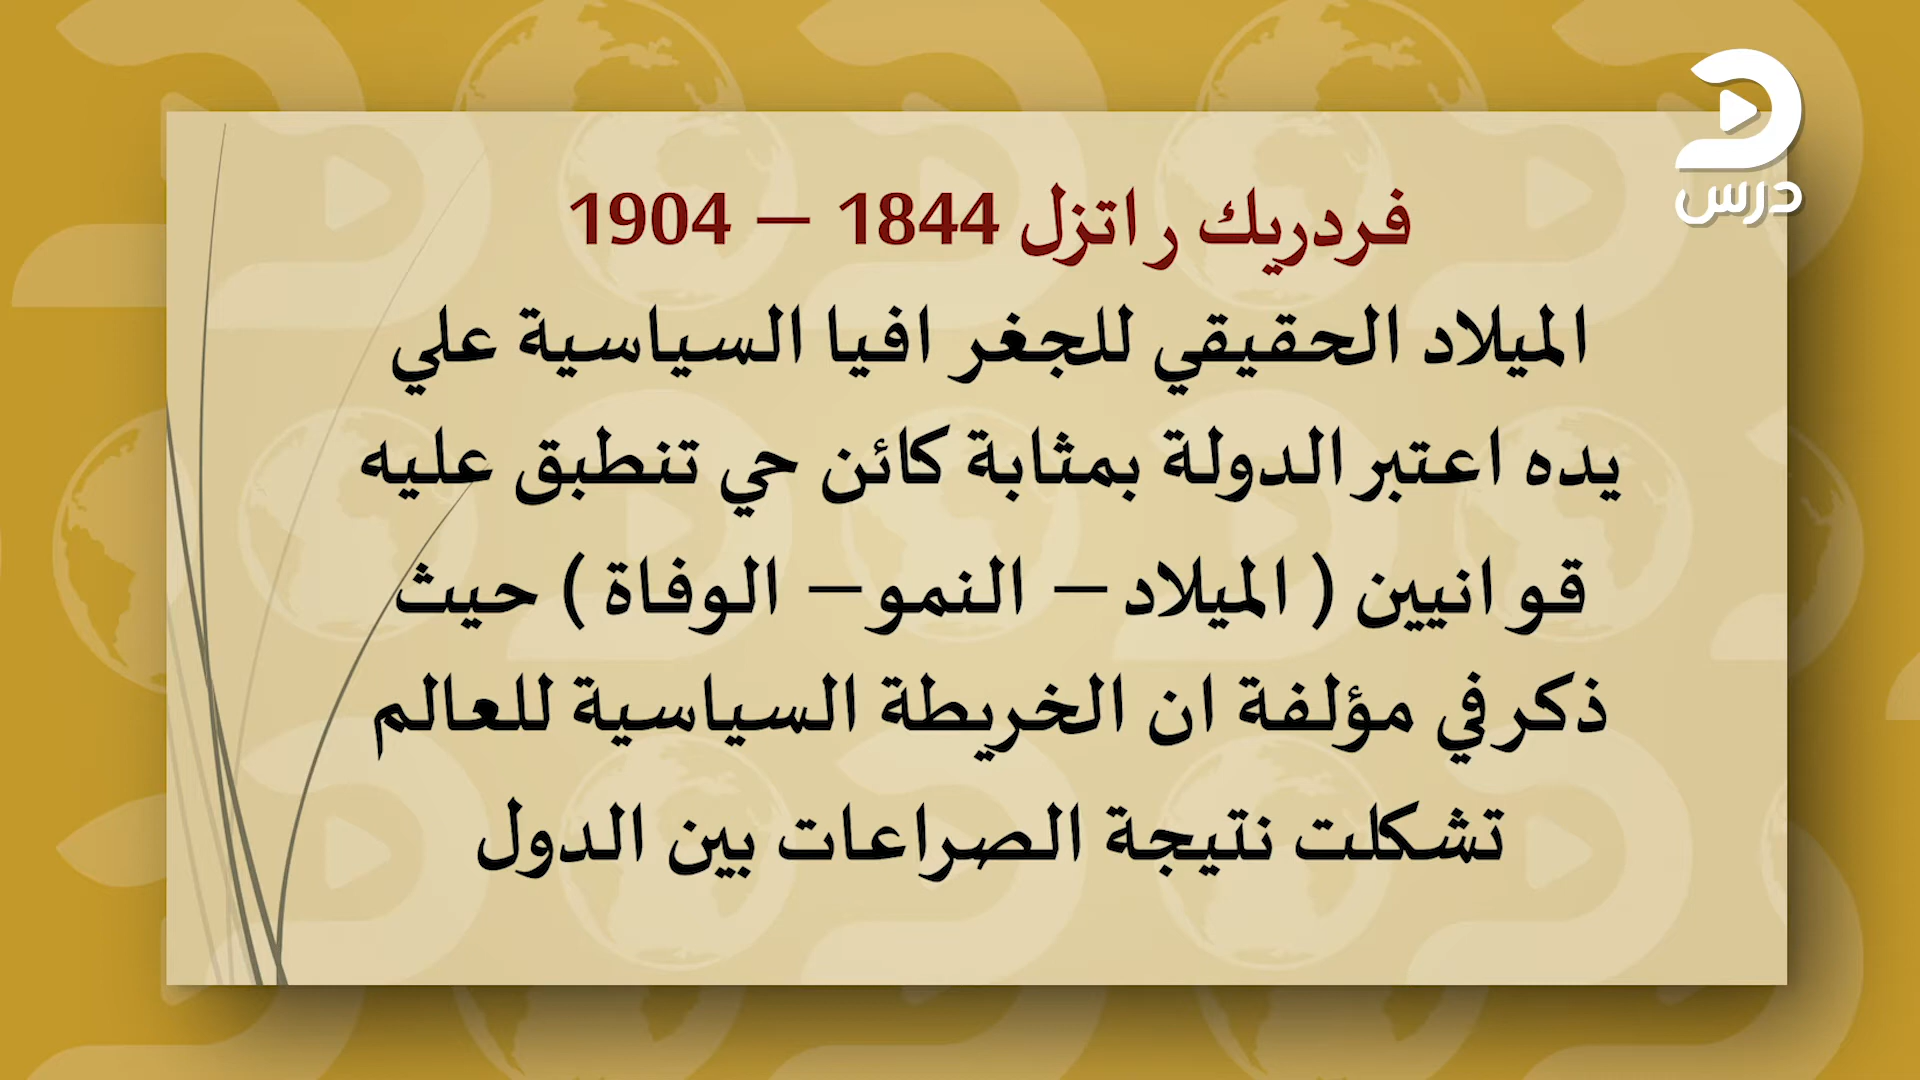 درس
فردريك راتزل 1844 – 1904
الميلاد الحقيقي للجغرافيا السياسية علي
يده اعتبر الدولة بمثابة كائن حي تنطبق عليه
قوانيين ( الميلاد – النمو – الوفاة ) حيث
ذكر في مؤلفة ان الخريطة السياسية للعالم
تشكلت نتيجة الصراعات بين الدول